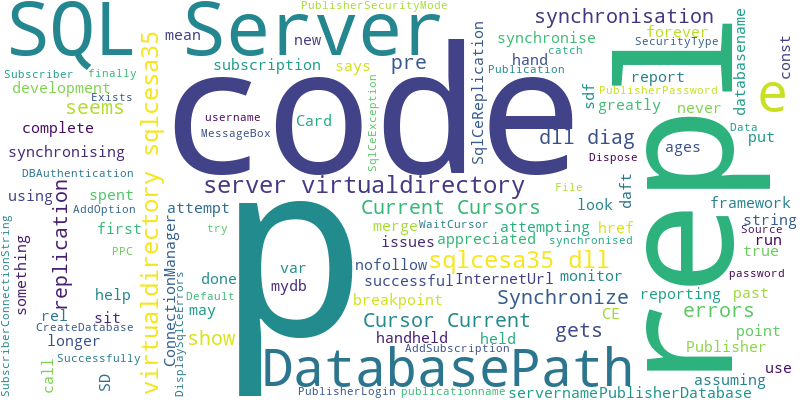 PublisherSecurityMode
SQL
Server
synchronisation
forever
SecurityType
databasename
const
mean
new
synchronise
catch
hand
subscription
says
pre
Publication
report
Subscriber
finally
development
Exists
seems
complete
synchronising
DBAuthentication
sqlcesa35
virtualdirectory
username
MessageBox
Card
code
SqlCeException
SqlCeReplication
sdf
PublisherPassword
greatly
never
e
Data
put
dll diag
ages
Dispose
repl
server virtualdirectory
File
daft
using
spent
AddOption
first
PPC
try
replication
something
SubscriberConnectionString
attempt
Current Cursors
look
framework
string
merge
WaitCursor
attempting
href
issues
appreciated
synchronised
Source
run
true
var
mydb
p
nofollow
sqlcesa35 dll
done
successful
InternetUrl
monitor
password
help
rel
sit
Default
may
breakpoint
Synchronize
CE
reporting
past
errors
point
CreateDatabase
longer
ConnectionManager
DisplaySqlCeErrors
show
Cursor Current
handheld
held
gets
Publisher
Successfully
AddSubscription
call
SD
DatabasePath
assuming
use
PublisherLogin
publicationname
servernamePublisherDatabase